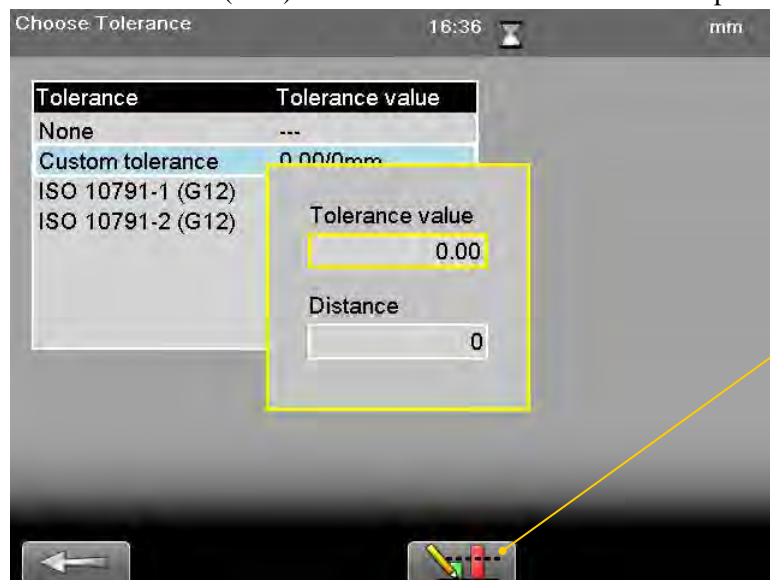 Choose Tolerance 16:36 mm
Tolerance Tolerance value
None ---
Custom tolerance 0.00/0mm
ISO 10791-1 (G12)
ISO 10791-2 (G12)
Tolerance value
0.00
Distance
0